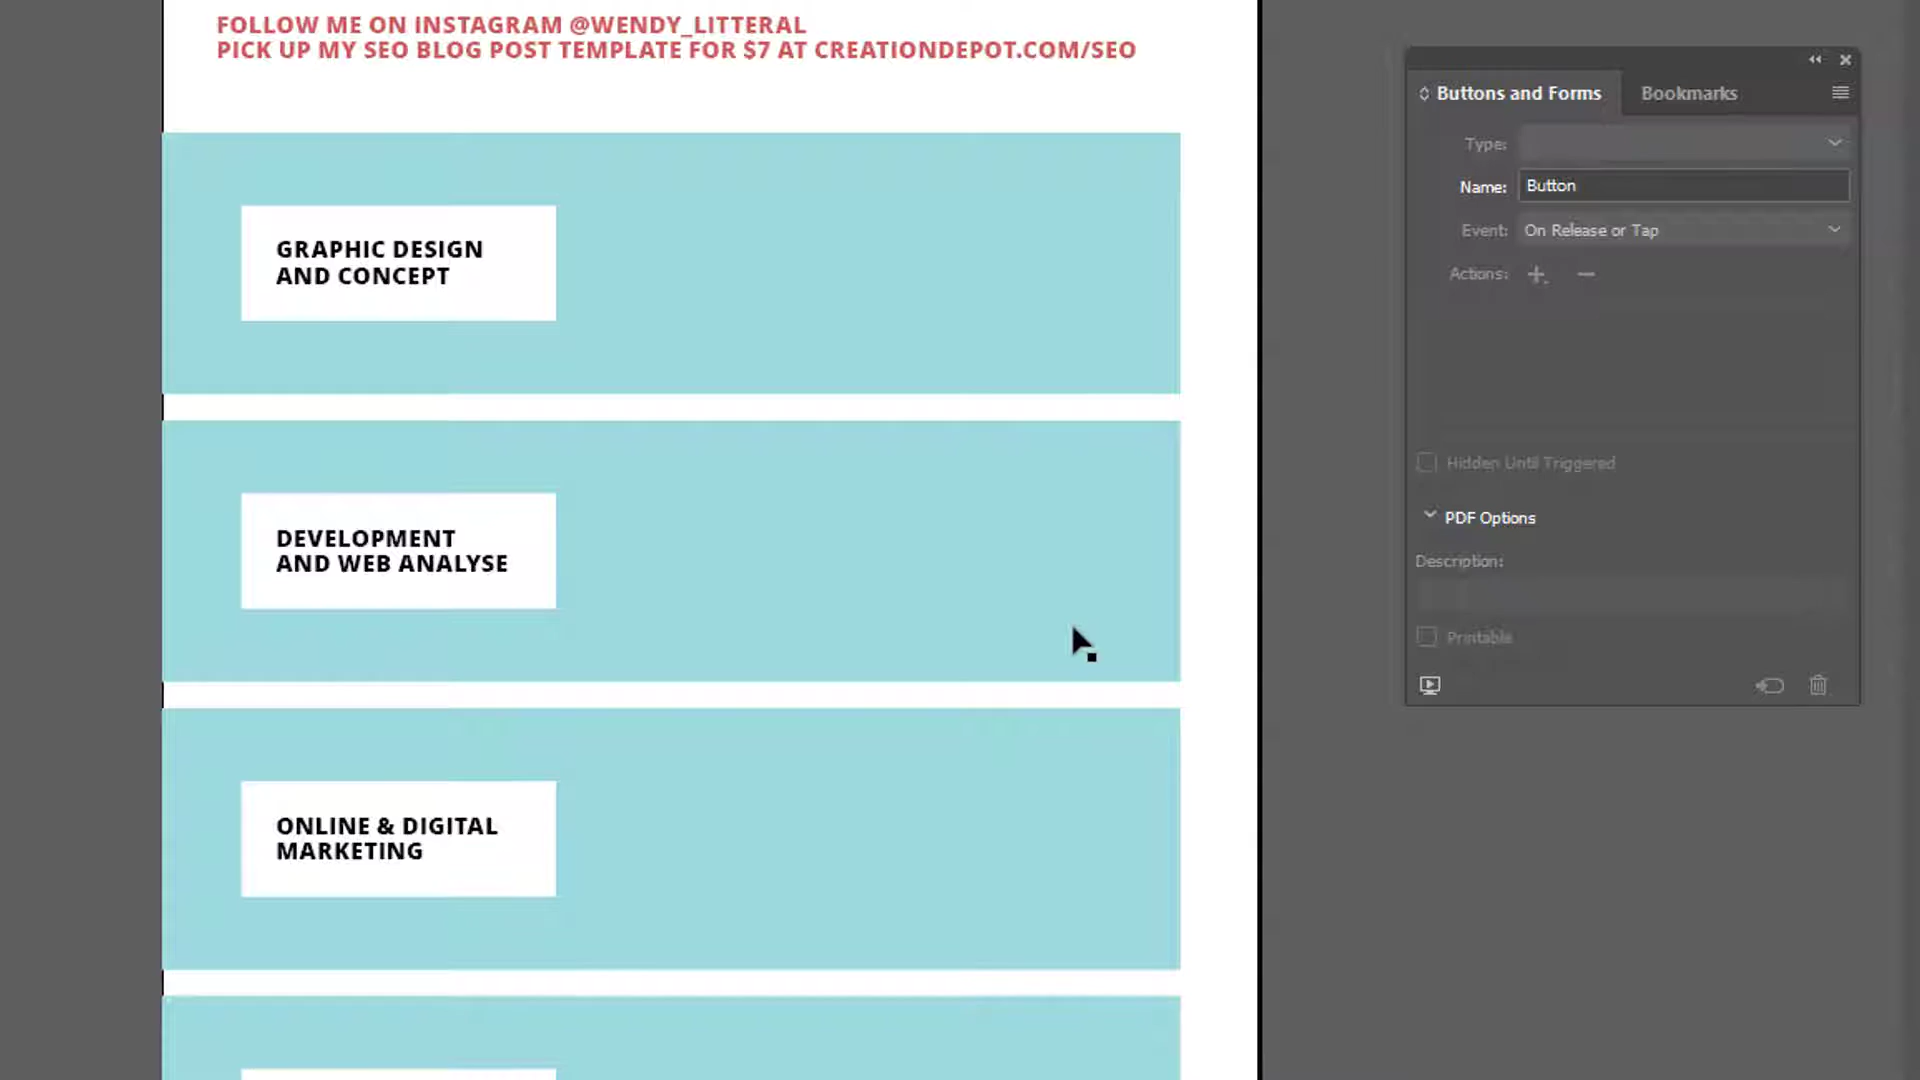 FOLLOW ME ON INSTAGRAM @WENDY_LITTERAL
PICK UP MY SEO BLOG POST TEMPLATE FOR $7 AT CREATIONDEPOT.COM/SEO
GRAPHIC DESIGN
AND CONCEPT
DEVELOPMENT
AND WEB ANALYSE
ONLINE & DIGITAL
MARKETING
Buttons and Forms
Bookmarks
Type:
Name: Button
Event: On Release or Tap
Actions:
Hidden Until Triggered
PDF Options
Description:
Printable